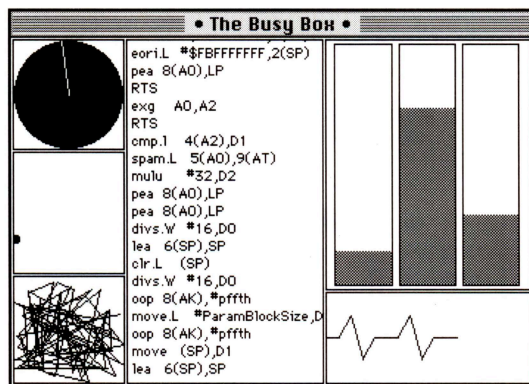 • The Busy Box •
eori.L #$FBFFFFFFF,2(SP)
pea 8(A0),LP
RTS
exg A0,A2
RTS
cmp.l 4(A2),D1
spam.L 5(A0),9(AT)
mulu #32,D2
pea 8(A0),LP
pea 8(A0),LP
divs.W #16,D0
lea 6(SP),SP
clr.L (SP)
divs.W #16,D0
oop 8(AK),#pffth
move.L #ParamBlockSize,D
oop 8(AK),#pffth
move (SP),D1
lea 6(SP),SP